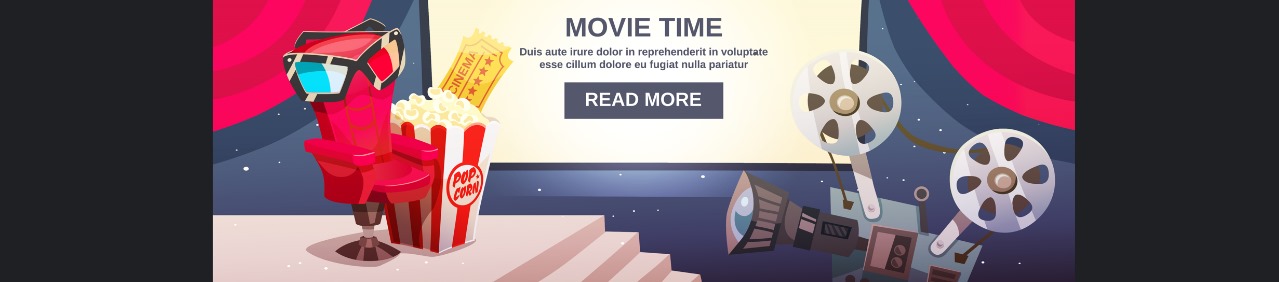 MOVIE TIME
Duis aute irure dolor in reprehenderit in voluptate
esse cillum dolore eu fugiat nulla pariatur
READ MORE
CINEMA
POP
CORN